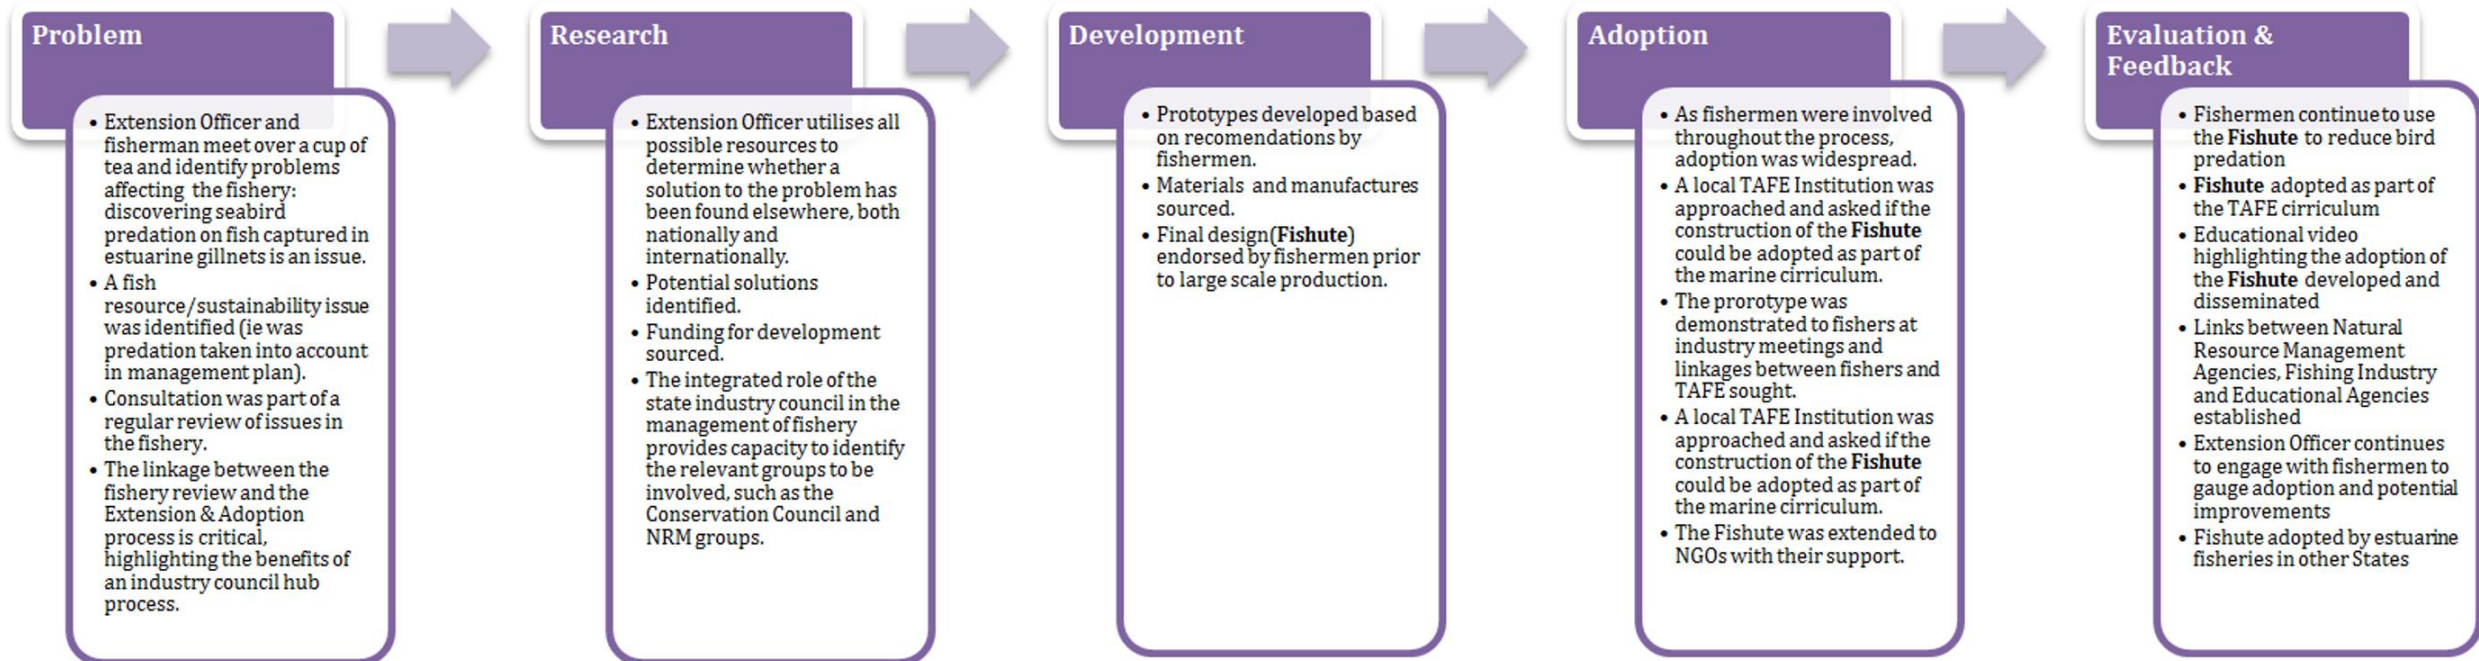 Problem
• Extension Officer and
fisherman meet over a cup of
tea and identify problems
affecting the fishery:
discovering seabird
predation on fish captured in
estuarine gillnets is an issue.
• A fish
resource/sustainability issue
was identified (ie was
predation taken into account
in management plan).
• Consultation was part of a
regular review of issues in
the fishery.
• The linkage between the
fishery review and the
Extension & Adoption
process is critical,
highlighting the benefits of
an industry council hub
process.
Research
• Extension Officer utilises all
possible resources to
determine whether a
solution to the problem has
been found elsewhere, both
nationally and
internationally.
• Potential solutions
identified.
• Funding for development
sourced.
• The integrated role of the
state industry council in the
management of fishery
provides capacity to identify
the relevant groups to be
involved, such as the
Conservation Council and
NRM groups.
Development
• Prototypes developed based
on recomendations by
fishermen.
• Materials and manufactures
sourced.
• Final design(Fishute)
endorsed by fishermen prior
to large scale production.
Adoption
• As fishermen were involved
throughout the process,
adoption was widespread.
• A local TAFE Institution was
approached and asked if the
construction of the Fishute
could be adopted as part of
the marine cirriculum.
• The prorotype was
demonstrated to fishers at
industry meetings and
linkages between fishers and
TAFE sought.
• A local TAFE Institution was
approached and asked if the
construction of the Fishute
could be adopted as part of
the marine cirriculum.
• The Fishute was extended to
NGOs with their support.
Evaluation &
Feedback
• Fishermen continue to use
the Fishute to reduce bird
predation
• Fishute adopted as part of
the TAFE cirriculum
• Educational video
highlighting the adoption of
the Fishute developed and
disseminated
• Links between Natural
Resource Management
Agencies, Fishing Industry
and Educational Agencies
established
• Extension Officer continues
to engage with fishermen to
gauge adoption and potential
improvements
• Fishute adopted by estuarine
fisheries in other States